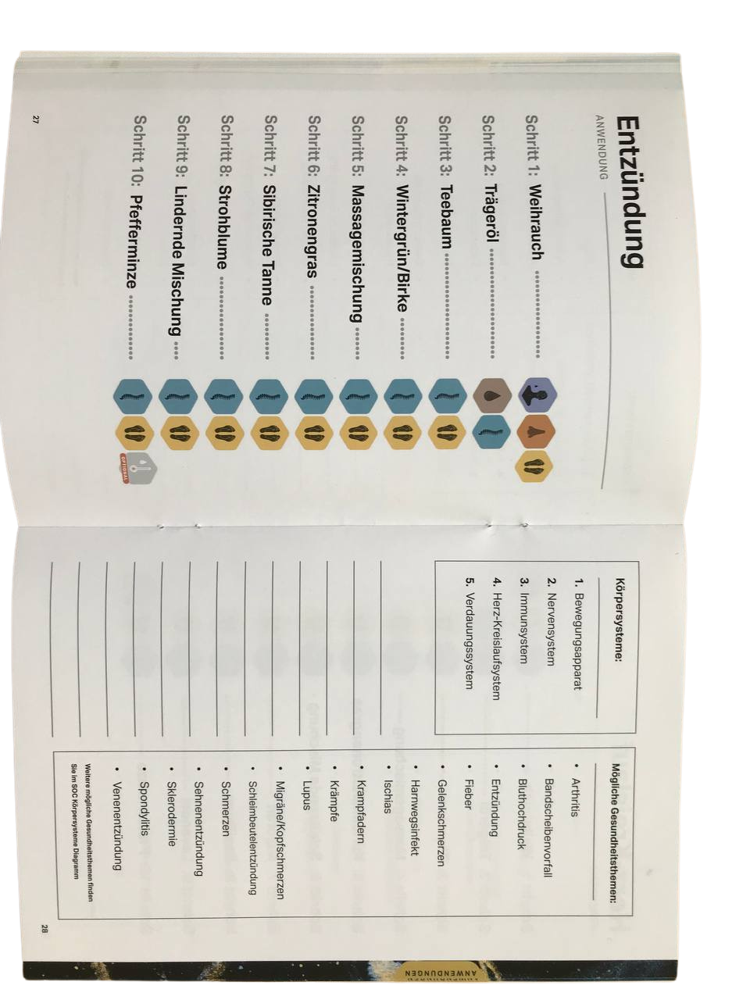 Entzündung
ANWENDUNG
Schritt 1: Weihrauch
Schritt 2: Trägeröl
Schritt 3: Teebaum
Schritt 4: Wintergrün/Birke
Schritt 5: Massagemischung
Schritt 6: Zitronengras
Schritt 7: Sibirische Tanne
Schritt 8: Strohblume
Schritt 9: Lindernde Mischung
Schritt 10: Pfefferminze
OPTIONAL
27
Körpersysteme:
1. Bewegungsapparat
2. Nervensystem
3. Immunsystem
4. Herz-Kreislaufsystem
5. Verdauungssystem
Mögliche Gesundheitsthemen:
• Arthritis
• Bandscheibenvorfall
• Bluthochdruck
• Entzündung
• Fieber
• Gelenkschmerzen
• Harnwegsinfekt
• Ischias
• Krampfadern
• Krämpfe
• Lupus
• Migräne/Kopfschmerzen
• Schleimbeutelentzündung
• Schmerzen
• Sehnenentzündung
• Sklerodermie
• Spondylitis
• Venenentzündung
Weitere mögliche Gesundheitsthemen finden
Sie im SOC Körpersysteme Diagramm
28
ANWENDUNGEN